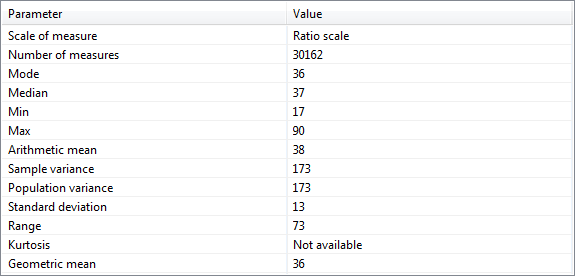 Parameter Value
Scale of measure Ratio scale
Number of measures 30162
Mode 36
Median 37
Min 17
Max 90
Arithmetic mean 38
Sample variance 173
Population variance 173
Standard deviation 13
Range 73
Kurtosis Not available
Geometric mean 36